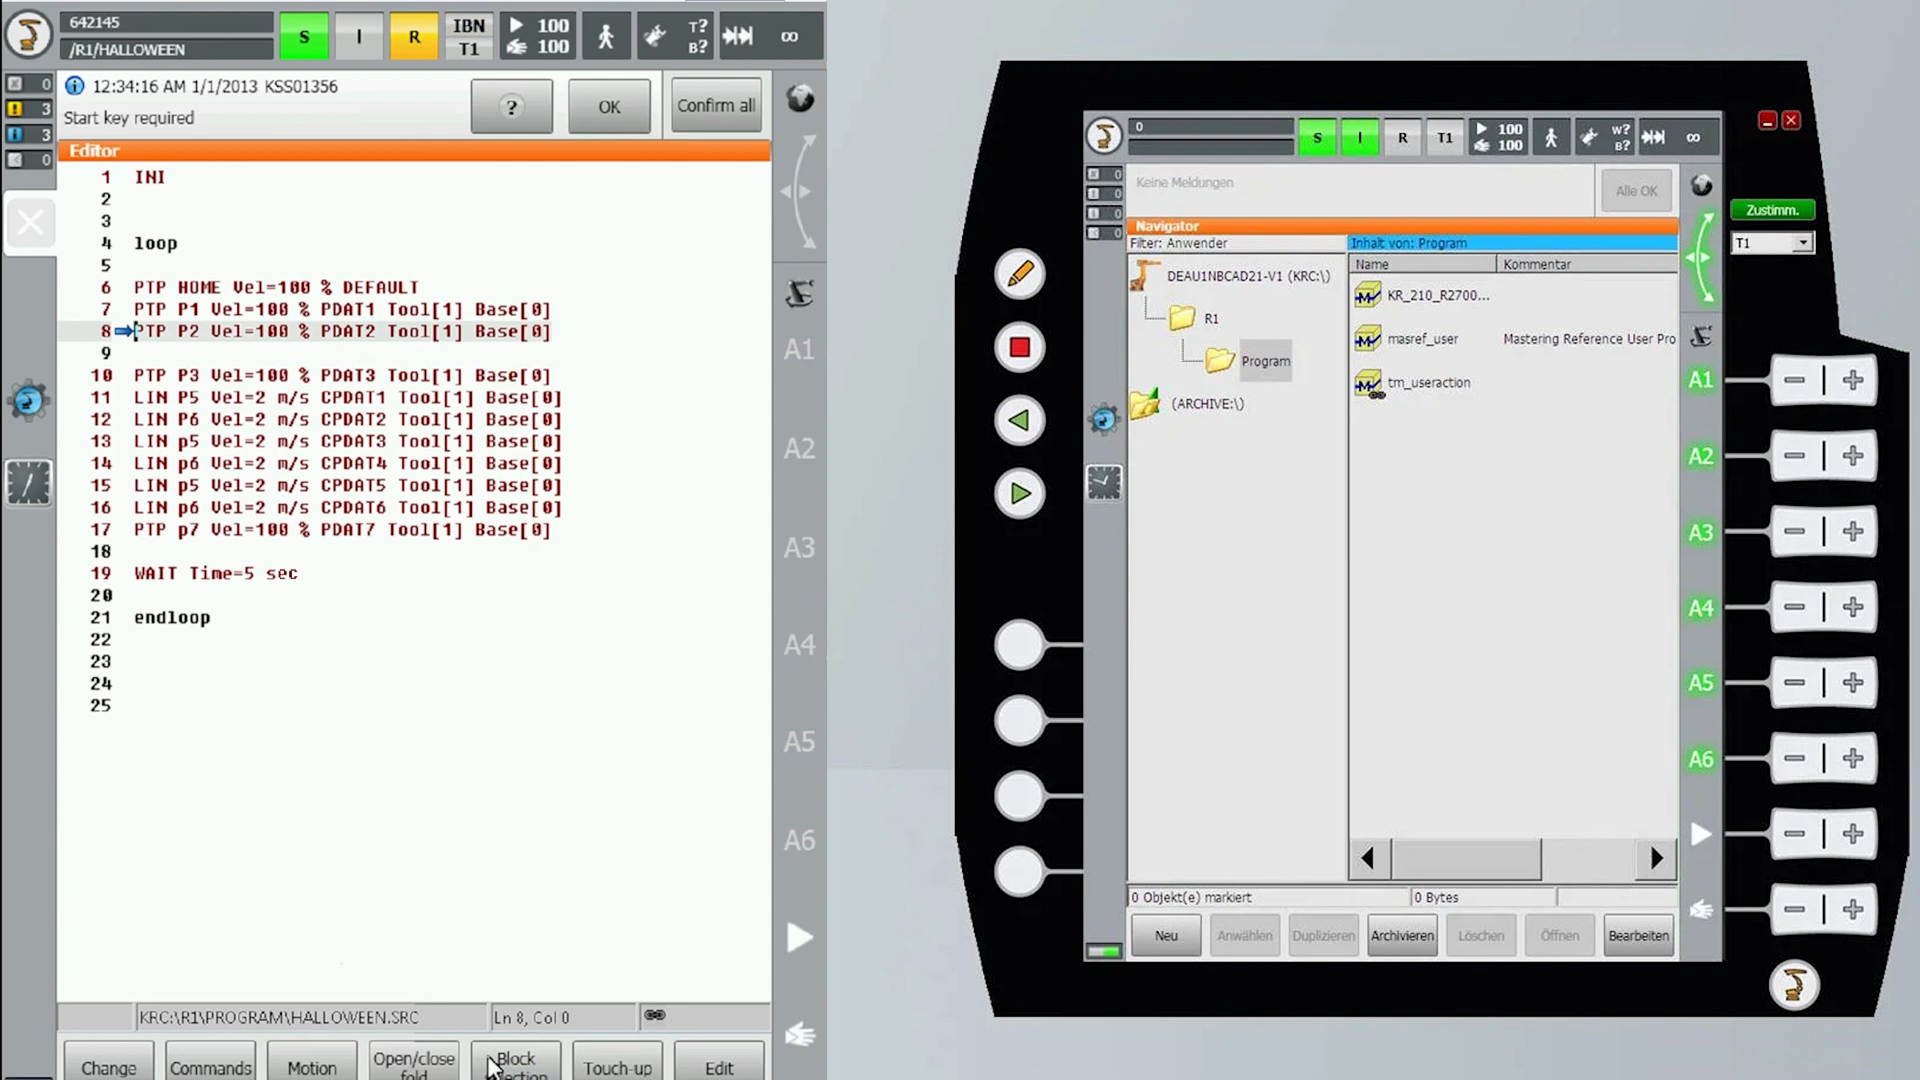 642145
/R1/HALLOWEEN
S
I
R
IBN
T1
100
100
T?
B?
∞
0
3
3
0
12:34:16 AM 1/1/2013 KSS01356
Start key required
?
OK
Confirm all
Editor
1 INI
2
3
4 loop
5
6 PTP HOME Vel=100 % DEFAULT
7 PTP P1 Vel=100 % PDAT1 Tool[1] Base[0]
8 PTP P2 Vel=100 % PDAT2 Tool[1] Base[0]
9
10 PTP P3 Vel=100 % PDAT3 Tool[1] Base[0]
11 LIN P5 Vel=2 m/s CPDAT1 Tool[1] Base[0]
12 LIN P6 Vel=2 m/s CPDAT2 Tool[1] Base[0]
13 LIN p5 Vel=2 m/s CPDAT3 Tool[1] Base[0]
14 LIN p6 Vel=2 m/s CPDAT4 Tool[1] Base[0]
15 LIN p5 Vel=2 m/s CPDAT5 Tool[1] Base[0]
16 LIN p6 Vel=2 m/s CPDAT6 Tool[1] Base[0]
17 PTP p7 Vel=100 % PDAT7 Tool[1] Base[0]
18
19 WAIT Time=5 sec
20
21 endloop
22
23
24
25
A1
A2
A3
A4
A5
A6
KRC:\R1\PROGRAM\HALLOWEEN.SRC
Ln 8, Col 0
Change
Commands
Motion
Open/close
fold
Block
Touch-up
Edit
0
S
I
R
T1
100
100
W?
B?
∞
0
0
0
0
Keine Meldungen
Alle OK
Zustimm.
T1
Navigator
Filter: Anwender
Inhalt von: Program
Name
Kommentar
DEAU1NBCAD21-V1 (KRC:\)
R1
Program
(ARCHIVE:\)
KR_210_R2700...
masref_user
Mastering Reference User Pro
tm_useraction
A1
A2
A3
A4
A5
A6
0 Objekt(e) markiert
0 Bytes
Neu
Anwählen
Duplizieren
Archivieren
Löschen
Öffnen
Bearbeiten